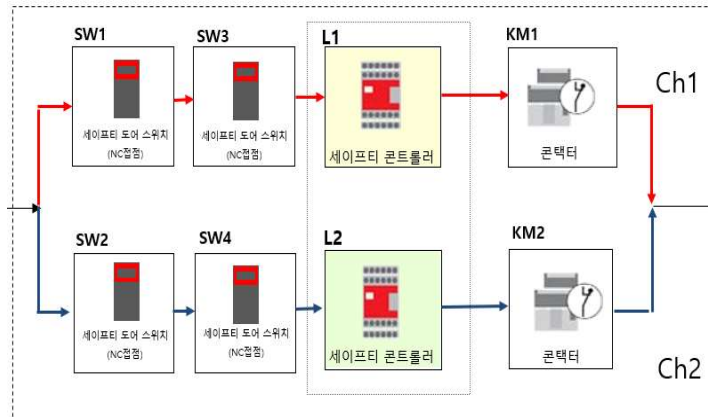 SW1
SW3
L1
KM1
Ch1
세이프티 도어 스위치
(NC접점)
세이프티 도어 스위치
(NC접점)
세이프티 콘트롤러
콘택터
SW2
SW4
L2
KM2
세이프티 도어 스위치
(NC접점)
세이프티 도어 스위치
(NC접점)
세이프티 콘트롤러
콘택터
Ch2